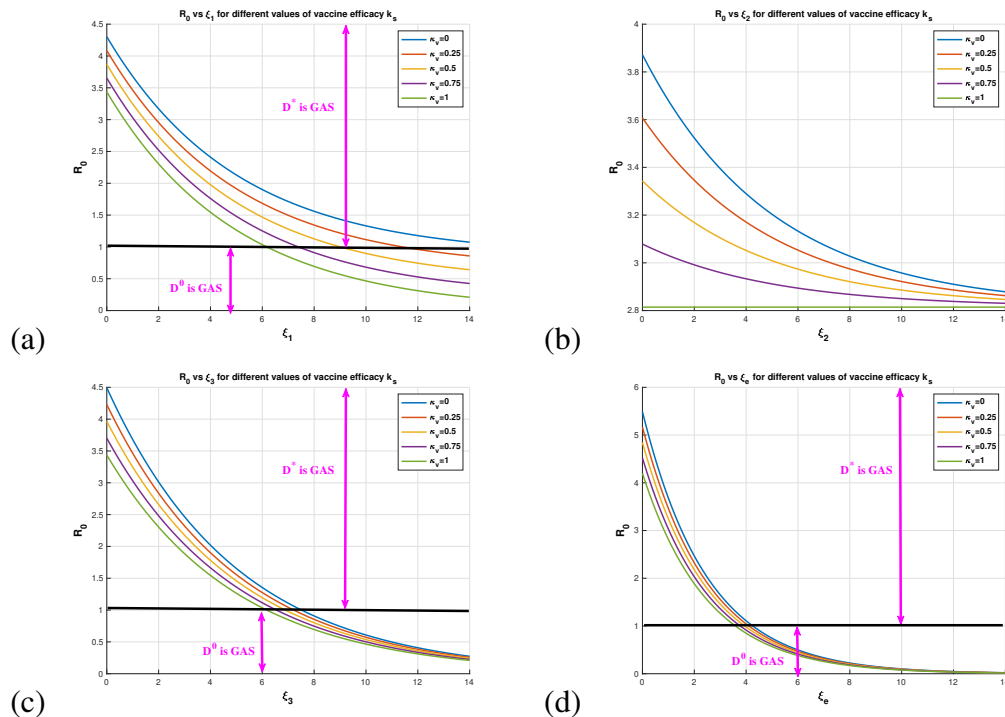 R₀ vs ξ₁ for different values of vaccine efficacy kₛ
4.5
4
3.5
3
2.5
2
1.5
1
0.5
0
R₀
0 2 4 6 8 10 12 14
ξ₁
κᵥ=0
κᵥ=0.25
κᵥ=0.5
κᵥ=0.75
κᵥ=1
D* is GAS
D⁰ is GAS
(a)
R₀ vs ξ₂ for different values of vaccine efficacy kₛ
4
3.8
3.6
3.4
3.2
3
2.8
R₀
0 2 4 6 8 10 12 14
ξ₂
κᵥ=0
κᵥ=0.25
κᵥ=0.5
κᵥ=0.75
κᵥ=1
(b)
R₀ vs ξ₃ for different values of vaccine efficacy kₛ
4.5
4
3.5
3
2.5
2
1.5
1
0.5
0
R₀
0 2 4 6 8 10 12 14
ξ₃
κᵥ=0
κᵥ=0.25
κᵥ=0.5
κᵥ=0.75
κᵥ=1
D* is GAS
D⁰ is GAS
(c)
R₀ vs ξₑ for different values of vaccine efficacy kₛ
6
5
4
3
2
1
0
R₀
0 2 4 6 8 10 12 14
ξₑ
κᵥ=0
κᵥ=0.25
κᵥ=0.5
κᵥ=0.75
κᵥ=1
D* is GAS
D⁰ is GAS
(d)